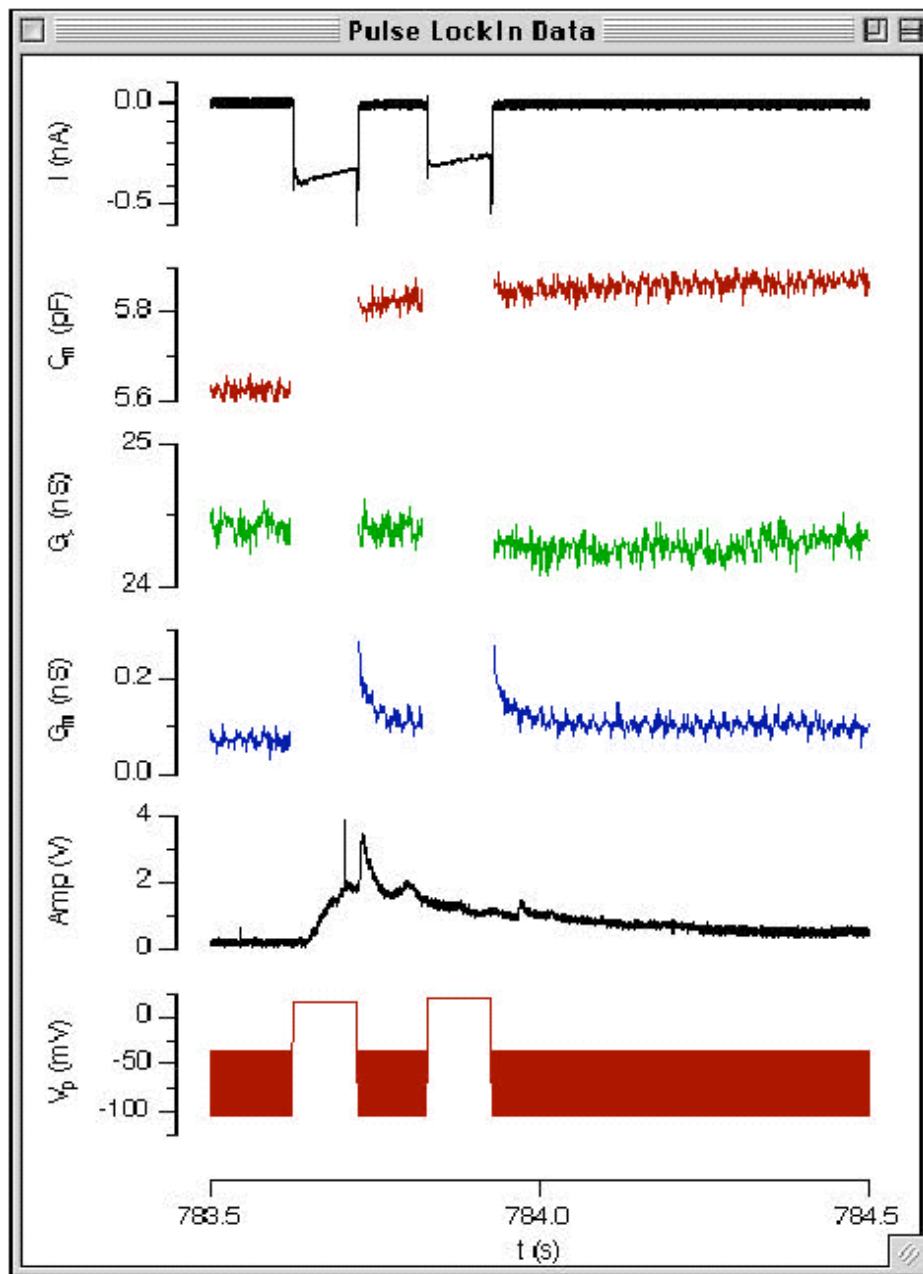 Pulse LockIn Data
0.0
I (nA)
-0.5
5.8
Cm (pF)
5.6
25
Gs (nS)
24
0.2
Gm (nS)
0.0
4
Amp (V)
2
0
0
Vp (mV)
-50
-100
783.5 784.0 784.5
t (s)